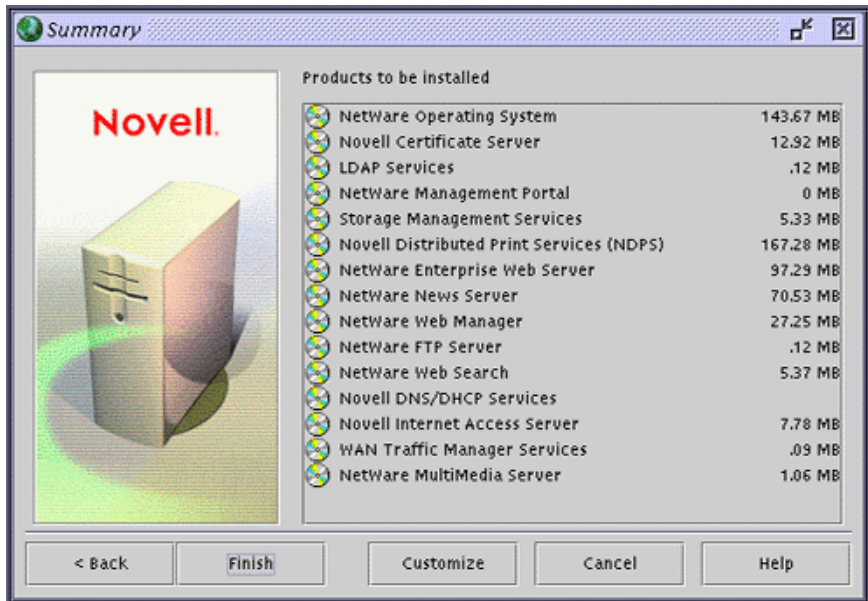 Summary
Novell.
Products to be installed
NetWare Operating System 143.67 MB
Novell Certificate Server 12.92 MB
LDAP Services .12 MB
NetWare Management Portal 0 MB
Storage Management Services 5.33 MB
Novell Distributed Print Services (NDPS) 167.28 MB
NetWare Enterprise Web Server 97.29 MB
NetWare News Server 70.53 MB
NetWare Web Manager 27.25 MB
NetWare FTP Server .12 MB
NetWare Web Search 5.37 MB
Novell DNS/DHCP Services
Novell Internet Access Server 7.78 MB
WAN Traffic Manager Services .09 MB
NetWare MultiMedia Server 1.06 MB
< Back Finish Customize Cancel Help